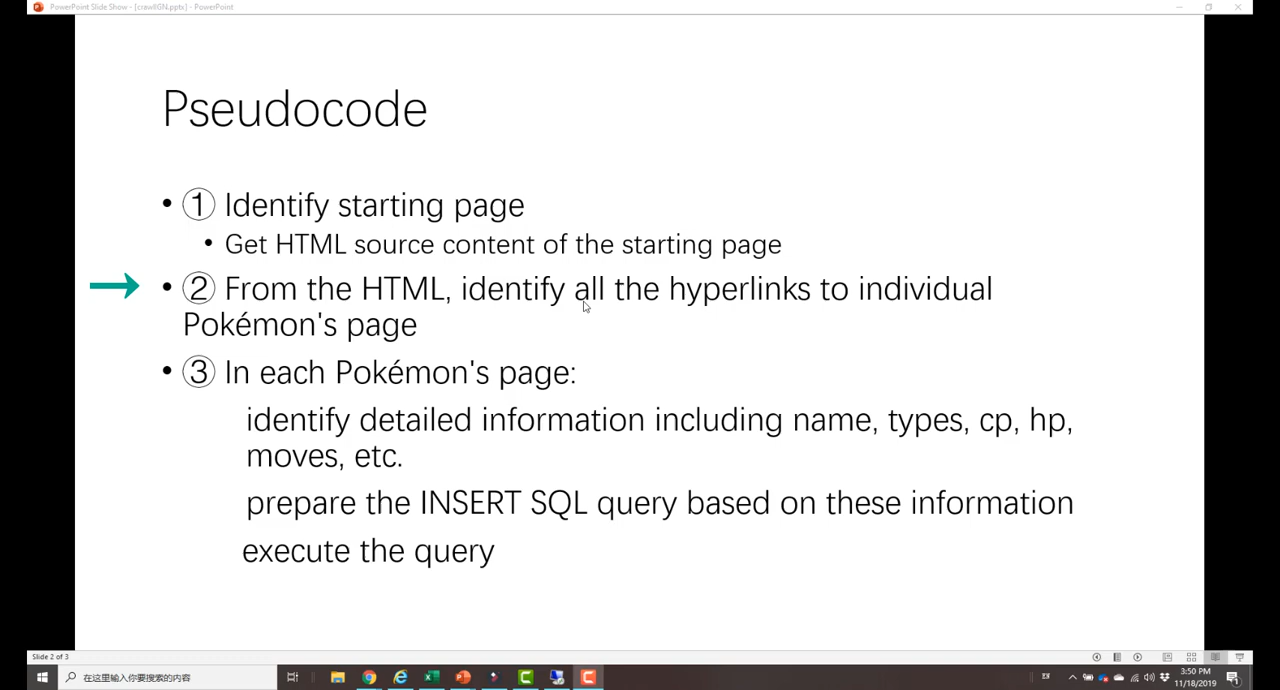 PowerPoint Slide Show - [crawlIGN.pptx] - PowerPoint
Pseudocode
• ① Identify starting page
• Get HTML source content of the starting page
• ② From the HTML, identify all the hyperlinks to individual
Pokémon's page
• ③ In each Pokémon's page:
identify detailed information including name, types, cp, hp,
moves, etc.
prepare the INSERT SQL query based on these information
execute the query
Slide 2 of 3
在这里输入你要搜索的内容
3:50 PM
11/18/2019